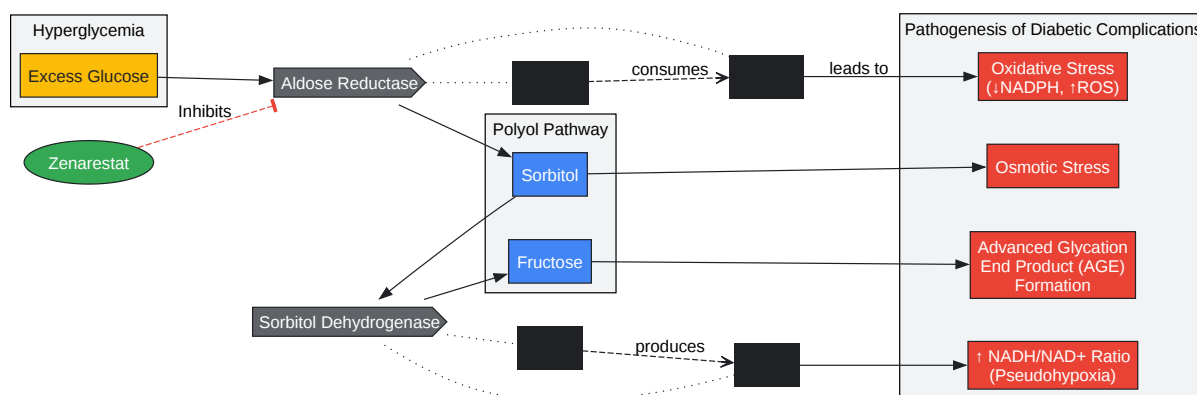 Hyperglycemia
Excess Glucose
Aldose Reductase
Inhibits
Zenarestat
consumes
leads to
Polyol Pathway
Sorbitol
Fructose
Sorbitol Dehydrogenase
produces
Pathogenesis of Diabetic Complications
Oxidative Stress
(↓NADPH, ↑ROS)
Osmotic Stress
Advanced Glycation
End Product (AGE)
Formation
↑ NADH/NAD+ Ratio
(Pseudohypoxia)